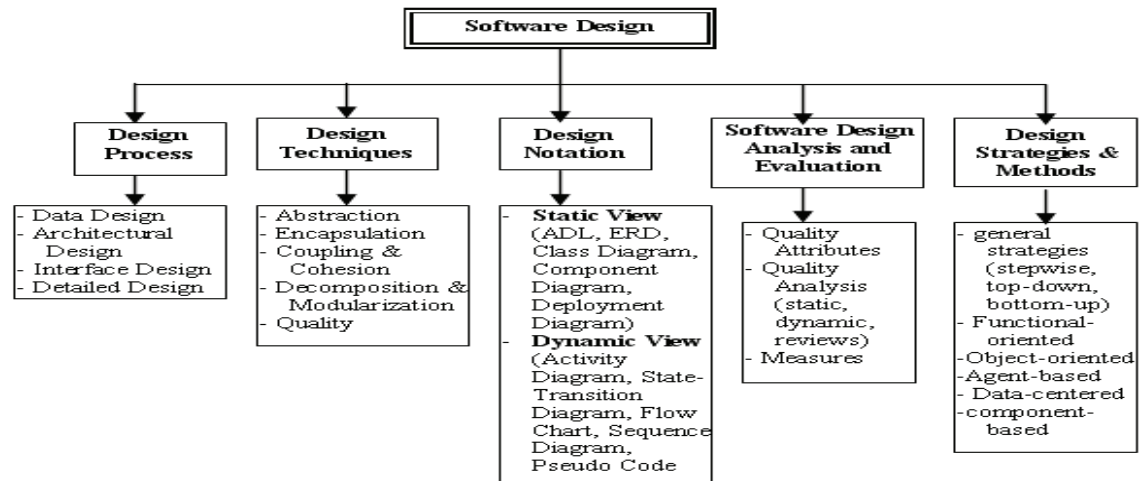 Software Design
Design
Process
Design
Techniques
Design
Notation
Software Design
Analysis and
Evaluation
Design
Strategies &
Methods
- Data Design
- Architectural
Design
- Interface Design
- Detailed Design
- Abstraction
- Encapsulation
- Coupling &
Cohesion
- Decomposition &
Modularization
- Quality
- Static View
(ADL, ERD,
Class Diagram,
Component
Diagram,
Deployment
Diagram)
- Dynamic View
(Activity
Diagram, State-
Transition
Diagram, Flow
Chart, Sequence
Diagram,
Pseudo Code
- Quality
Attributes
- Quality
Analysis
(static,
dynamic,
reviews)
- Measures
- general
strategies
(stepwise,
top-down,
bottom-up)
- Functional-
oriented
-Object-oriented
-Agent-based
- Data-centered
-component-
based